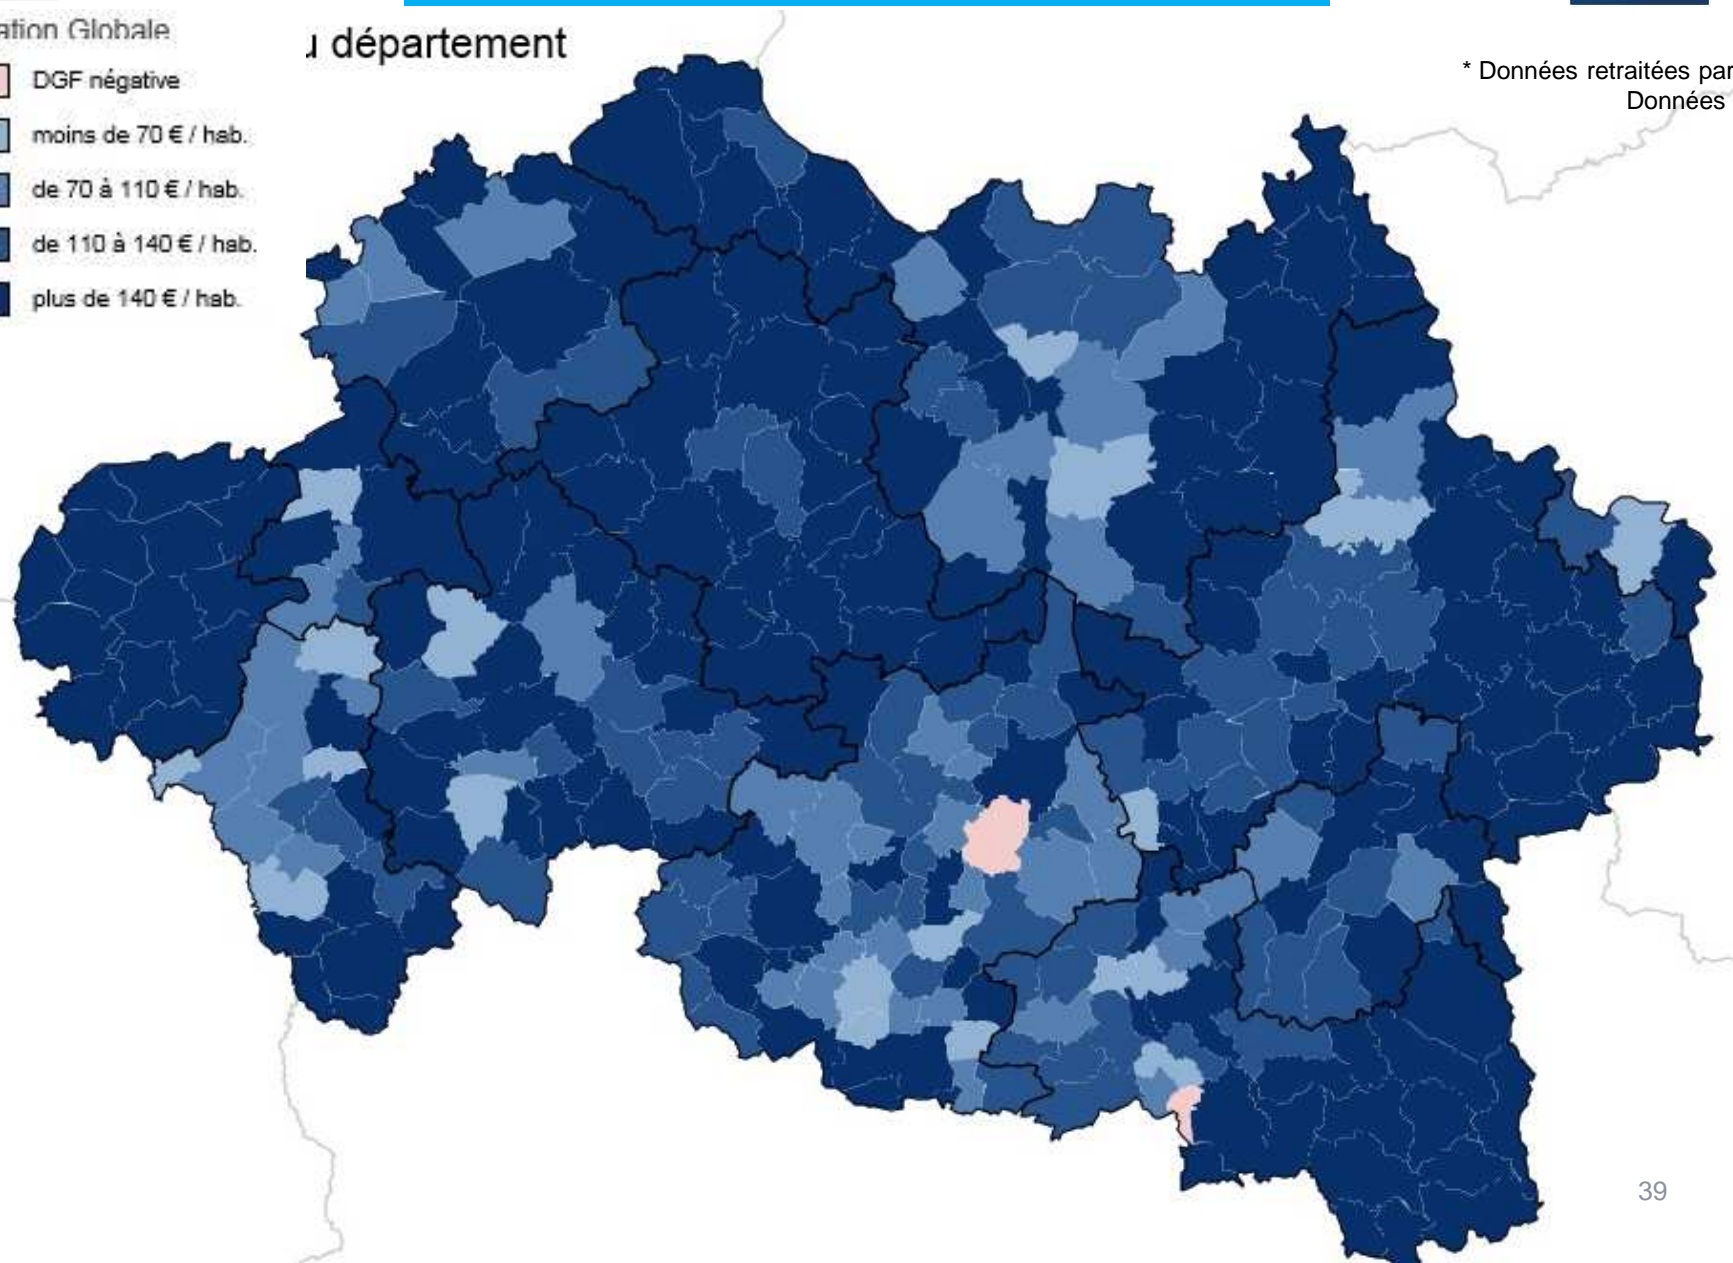 ation Globale
DGF négative
moins de 70 € / hab.
de 70 à 110 € / hab.
de 110 à 140 € / hab.
plus de 140 € / hab.
u département
* Données retraitées par
Données
39